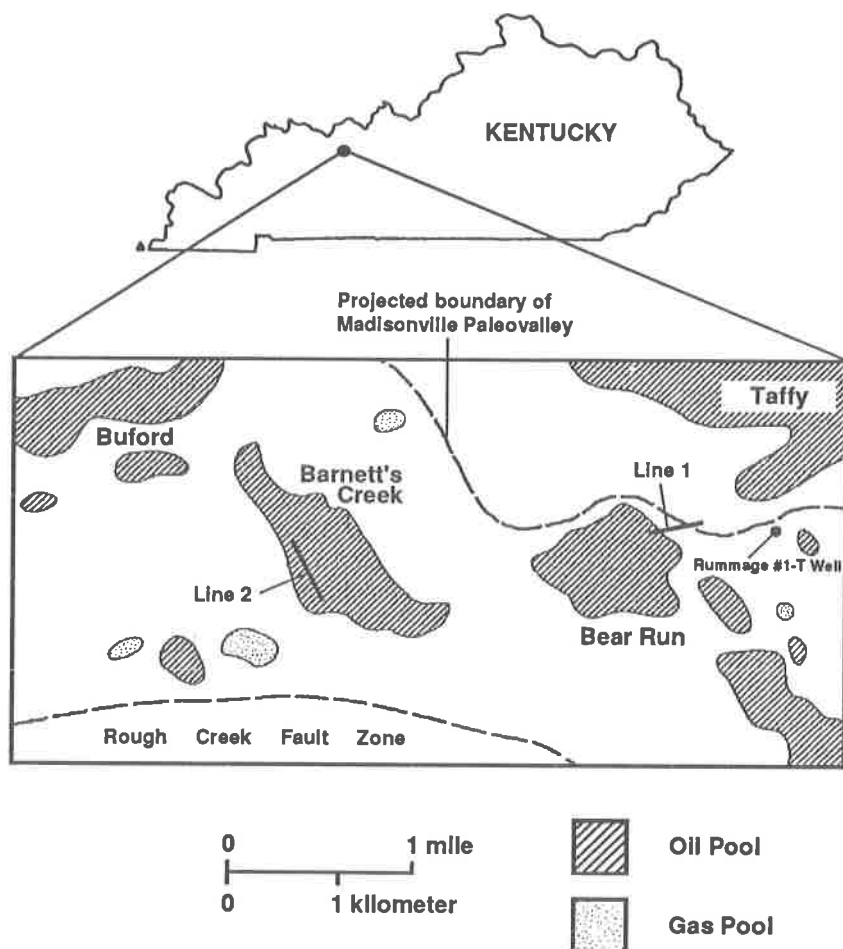 KENTUCKY
Projected boundary of
Madisonville Paleovalley
Taffy
Buford
Barnett's
Creek
Line 1
Line 2
Rummage #1-T Well
Bear Run
Rough Creek Fault Zone
0 1 mile
0 1 kilometer
Oil Pool
Gas Pool